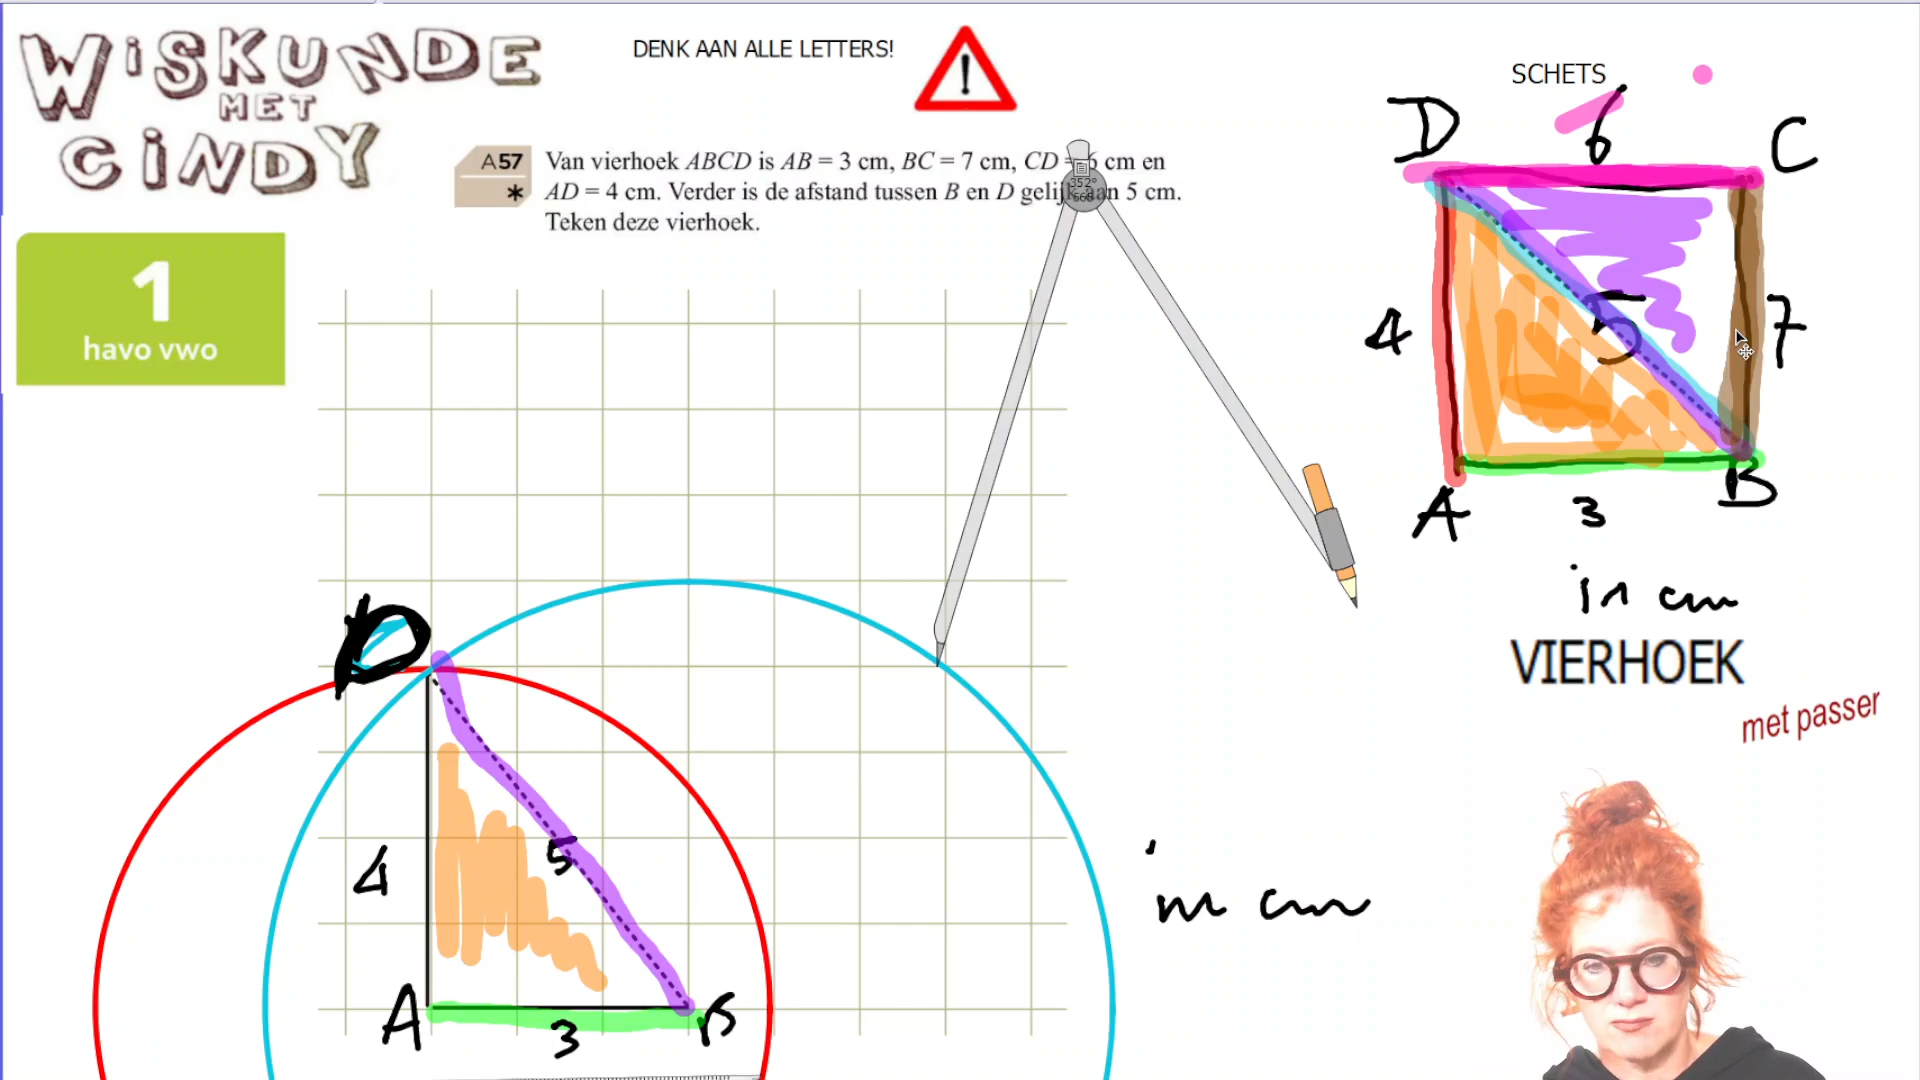 WiSKUNDE
MET
CiNDY
DENK AAN ALLE LETTERS!
A57
*
Van vierhoek ABCD is AB = 3 cm, BC = 7 cm, CD = 6 cm en
AD = 4 cm. Verder is de afstand tussen B en D gelijk aan 5 cm.
Teken deze vierhoek.
1
havo vwo
352°
SCHETS
D 6 C
4 5 7
A 3 B
in cm
VIERHOEK
met passer
D
4 5
A 3 B
in cm